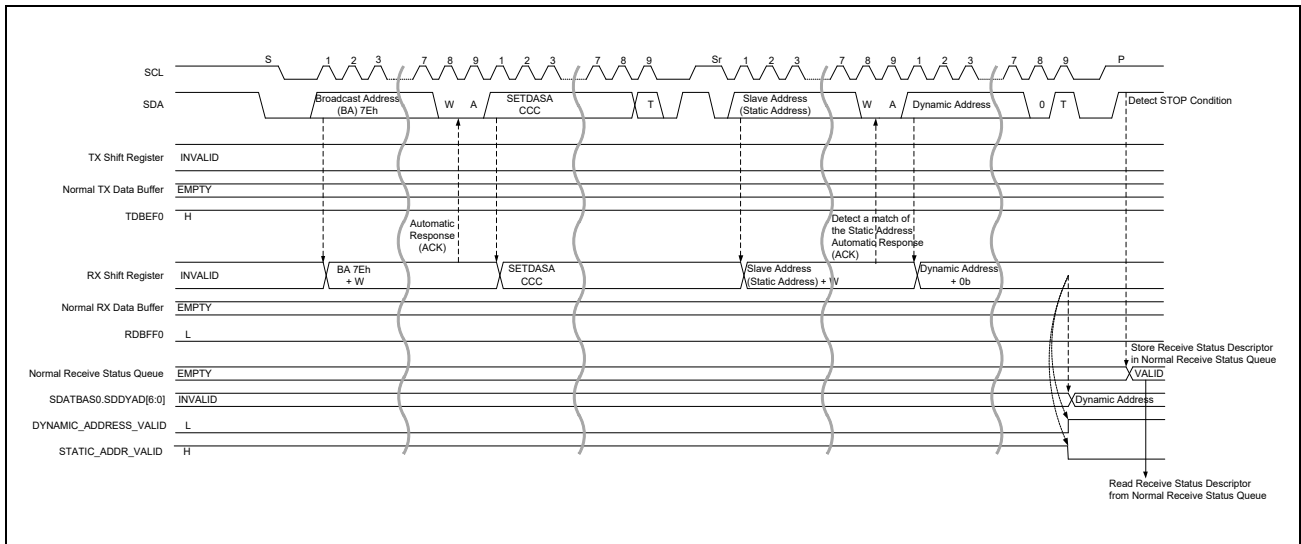 S 1 2 3 7 8 9 1 2 3 7 8 9 Sr 1 2 3 7 8 9 1 2 3 7 8 9 P
SCL
SDA
Broadcast Address
(BA) 7Eh
W A
SETDASA
CCC
T
Slave Address
(Static Address)
W A
Dynamic Address
0 T
Detect STOP Condition
TX Shift Register INVALID
Normal TX Data Buffer EMPTY
TDBEF0 H
Automatic
Response
(ACK)
Detect a match of
the Static Address
Automatic Response
(ACK)
RX Shift Register INVALID
BA 7Eh
+ W
SETDASA
CCC
Slave Address
(Static Address) + W
Dynamic Address
+ 0b
Normal RX Data Buffer EMPTY
RDBFF0 L
Store Receive Status Descriptor
in Normal Receive Status Queue
Normal Receive Status Queue EMPTY VALID
SDATBAS0.SDDYAD[6:0] INVALID Dynamic Address
DYNAMIC_ADDRESS_VALID L
STATIC_ADDR_VALID H
Read Receive Status Descriptor
from Normal Receive Status Queue